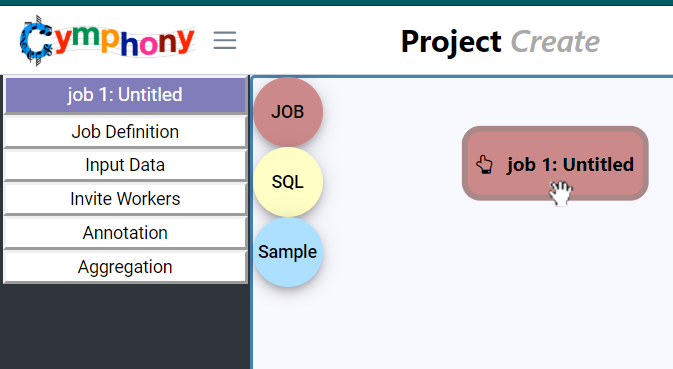 Cymphony
Project Create
job 1: Untitled
Job Definition
Input Data
Invite Workers
Annotation
Aggregation
JOB
SQL
Sample
job 1: Untitled